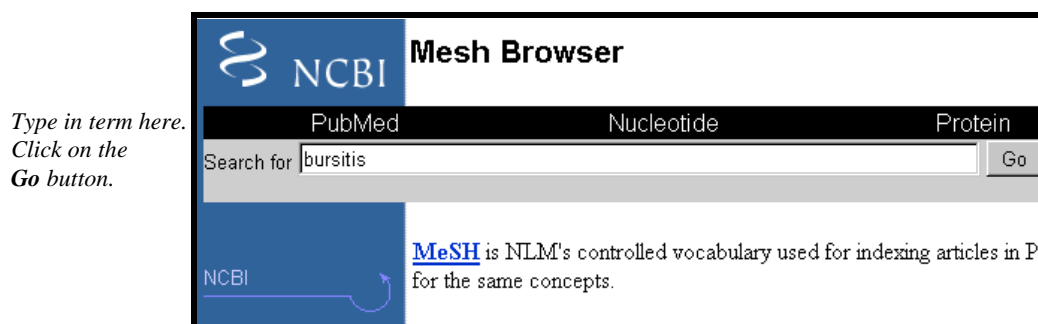 NCBI
Mesh Browser
Type in term here.
Click on the
Go button.
PubMed Nucleotide Protein
Search for bursitis Go
MeSH is NLM's controlled vocabulary used for indexing articles in P
for the same concepts.
NCBI